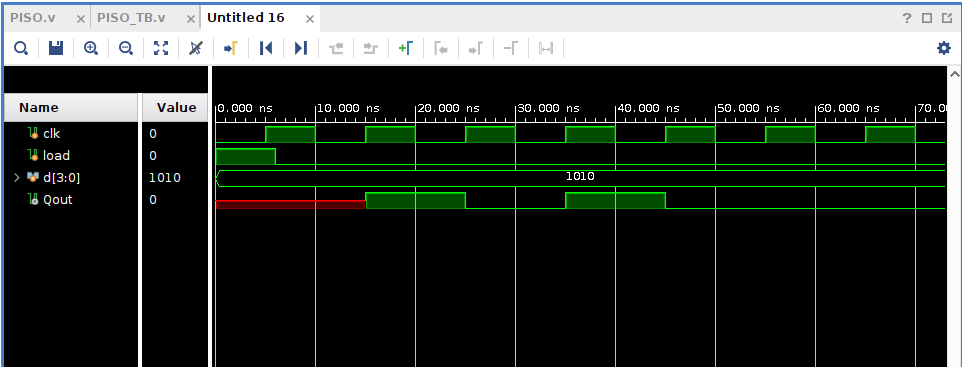 PISO.v × PISO_TB.v × Untitled 16 × ?
Name Value
0.000 ns 10.000 ns 20.000 ns 30.000 ns 40.000 ns 50.000 ns 60.000 ns 70.0
clk 0
load 0
d[3:0] 1010 1010
Qout 0